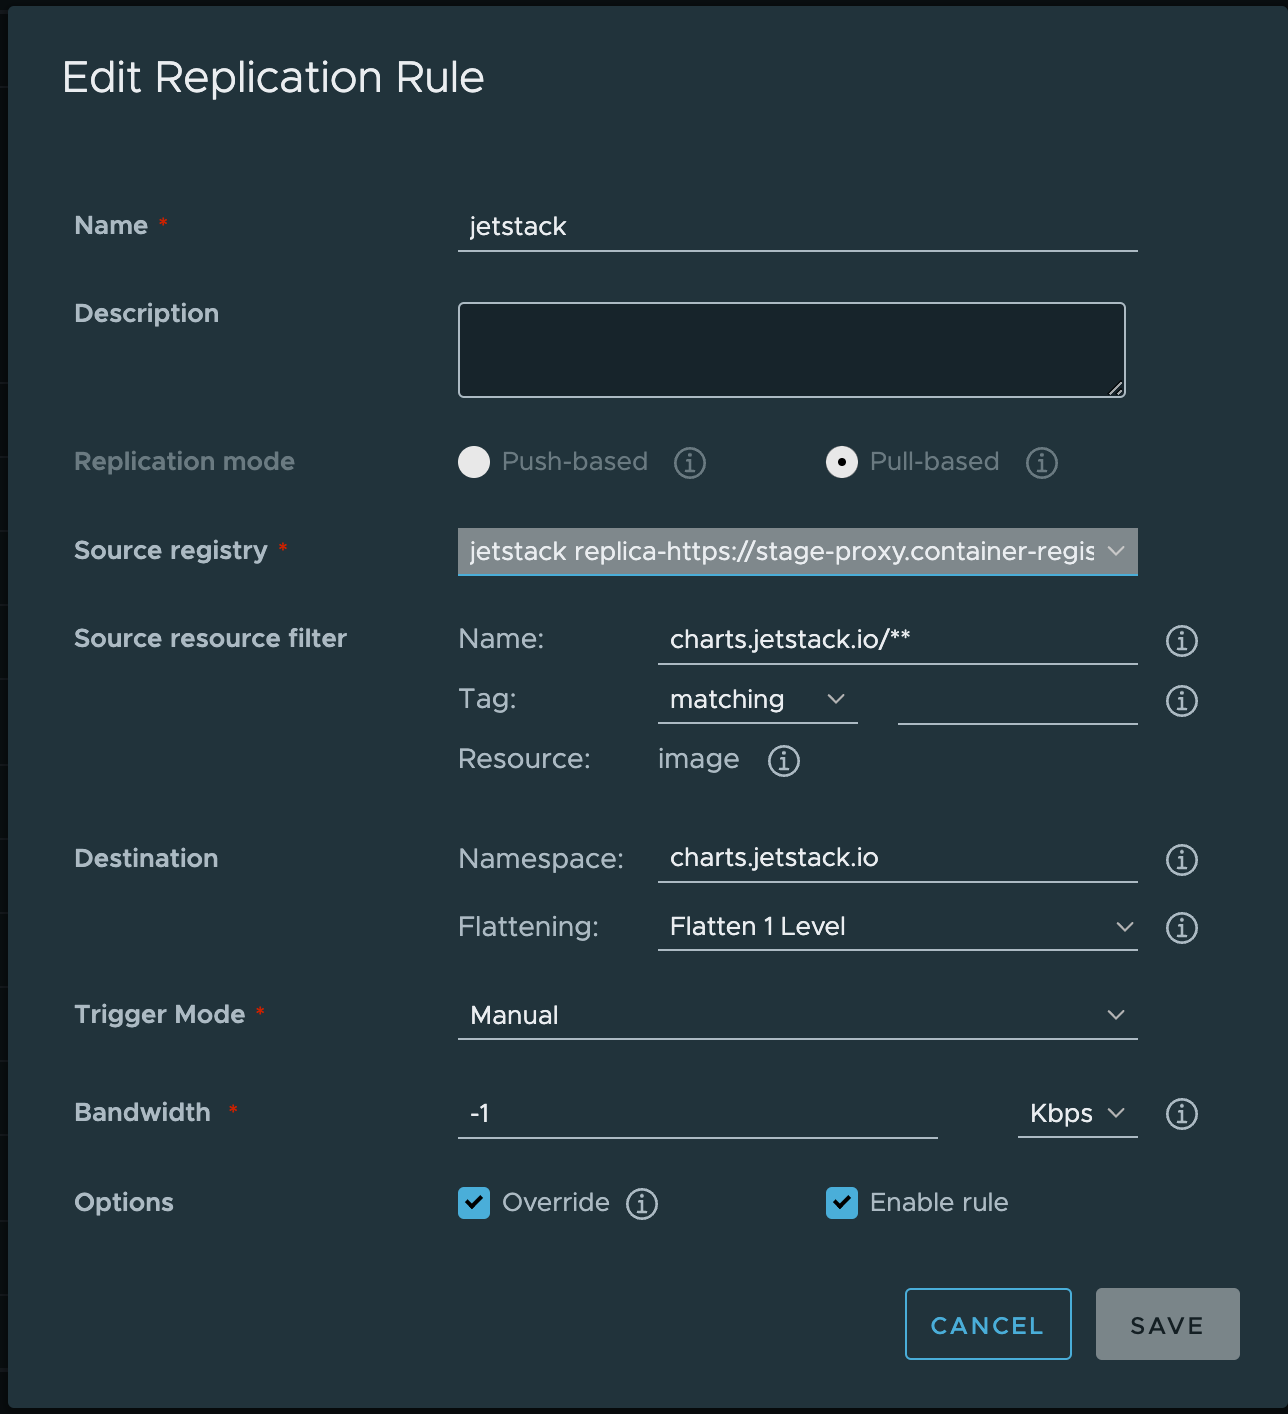 Edit Replication Rule
Name *
jetstack
Description
Replication mode
Push-based
Pull-based
Source registry *
jetstack replica-https://stage-proxy.container-regis
Source resource filter
Name:
charts.jetstack.io/**
Tag:
matching
Resource:
image
Destination
Namespace:
charts.jetstack.io
Flattening:
Flatten 1 Level
Trigger Mode *
Manual
Bandwidth *
-1
Kbps
Options
Override
Enable rule
CANCEL
SAVE